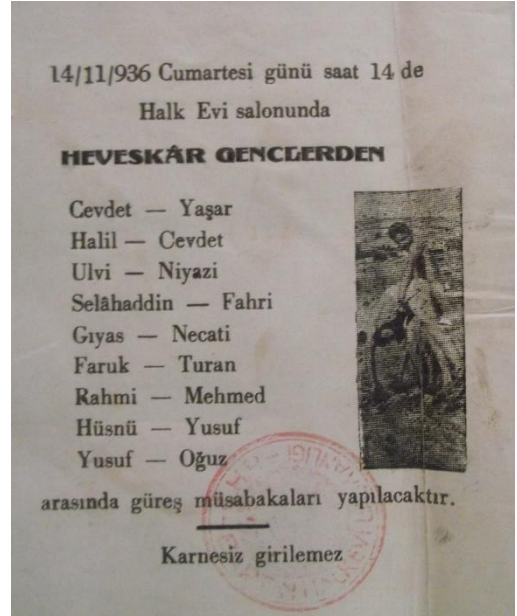 14/11/936 Cumartesi günü saat 14 de
Halk Evi salonunda
HEVESKÂR GENCLERDEN
Cevdet — Yaşar
Halil — Cevdet
Ulvi — Niyazi
Selâhaddin — Fahri
Gıyas — Necati
Faruk — Turan
Rahmi — Mehmed
Hüsnü — Yusuf
Yusuf — Oğuz
arasında güreş müsabakaları yapılacaktır.
Karnesiz girilemez